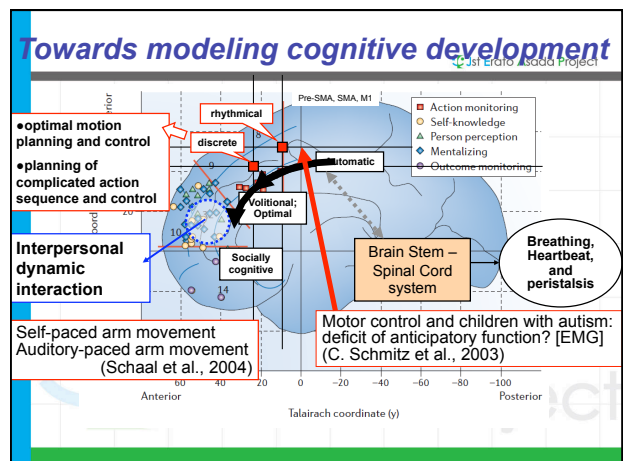 Towards modeling cognitive development
Jst Erato Asada Project
Pre-SMA, SMA, M1
Action monitoring
Self-knowledge
Person perception
Mentalizing
Outcome monitoring
rhythmical
discrete
●optimal motion
planning and control
●planning of
complicated action
sequence and control
8
9
10
14
Volitional;
Optimal
Socially
cognitive
Interpersonal
dynamic
interaction
Brain Stem –
Spinal Cord
system
Breathing,
Heartbeat,
and
peristalsis
Self-paced arm movement
Auditory-paced arm movement
(Schaal et al., 2004)
Motor control and children with autism:
deficit of anticipatory function? [EMG]
(C. Schmitz et al., 2003)
60 40 20 0 −20 −40 −60 −80 −100
Anterior
Posterior
Talairach coordinate (y)